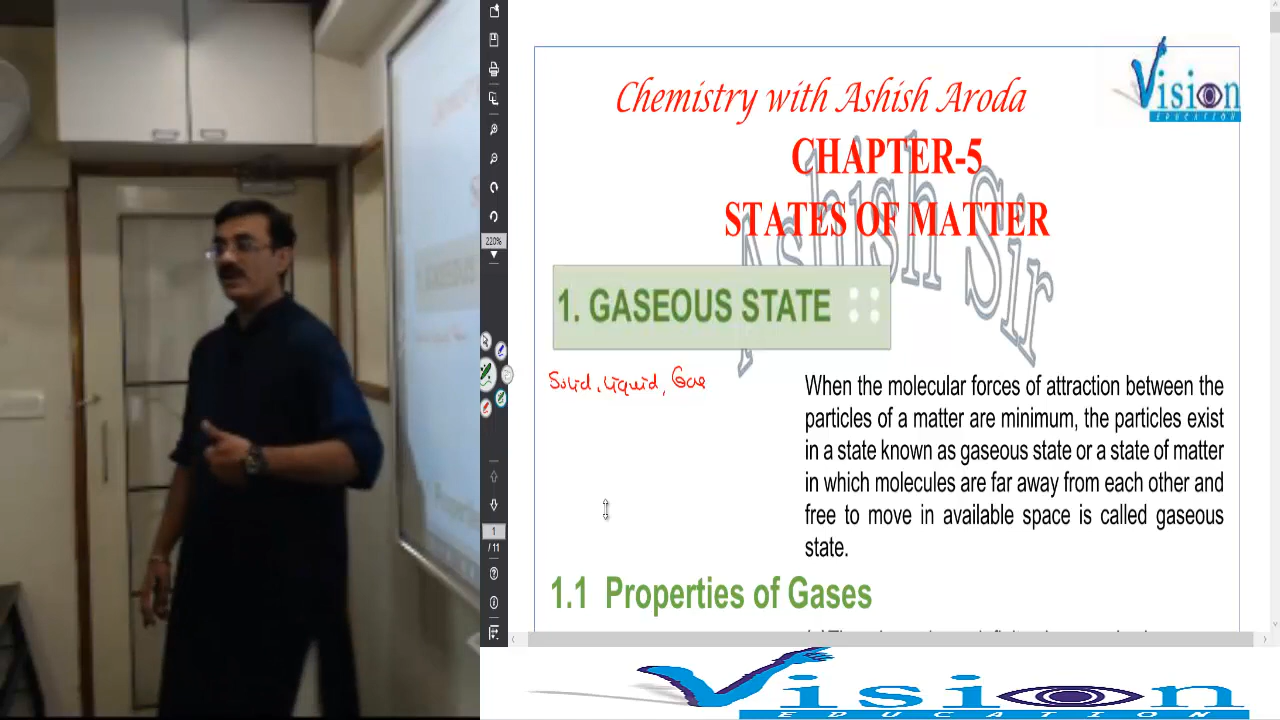 Chemistry with Ashish Aroda
Vision
EDUCATION
CHAPTER-5
STATES OF MATTER
Ashish Sir
1. GASEOUS STATE
Solid, Liquid, Gas
When the molecular forces of attraction between the
particles of a matter are minimum, the particles exist
in a state known as gaseous state or a state of matter
in which molecules are far away from each other and
free to move in available space is called gaseous
state.
1.1 Properties of Gases
220%
1
/ 11
Vision
EDUCATION